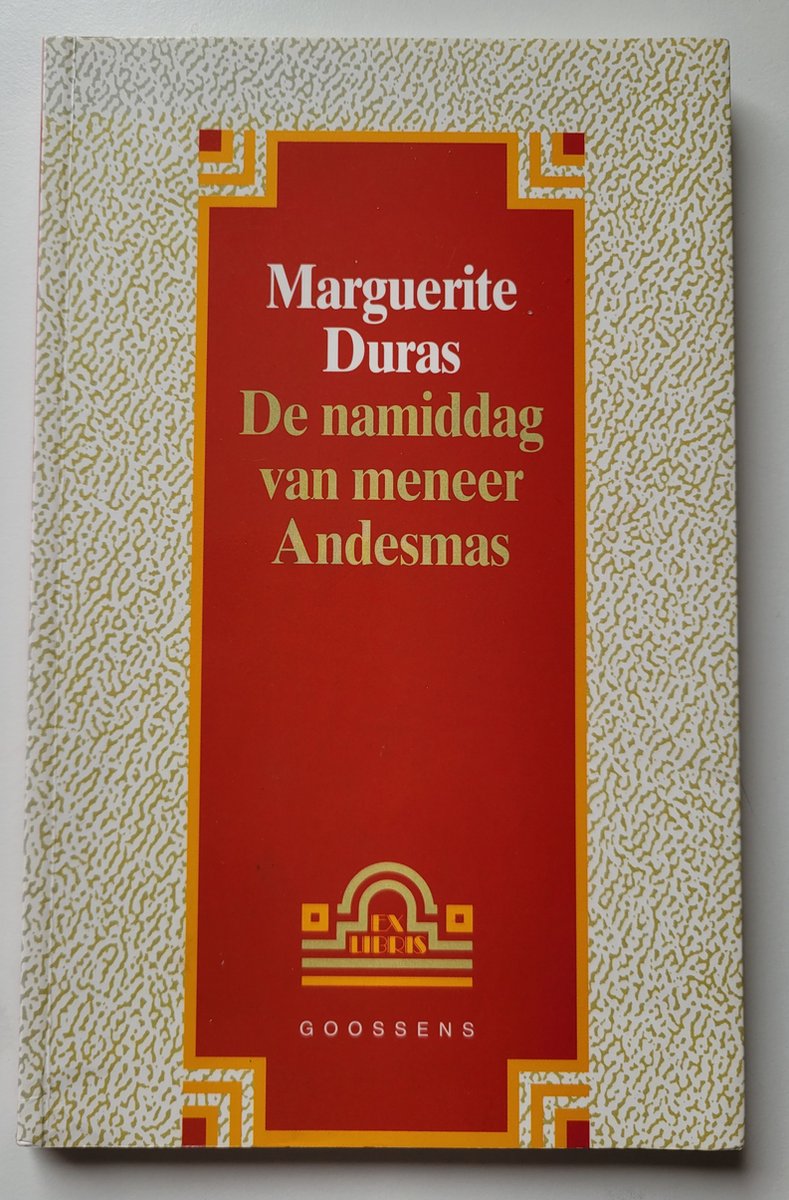 Marguerite
Duras
De namiddag
van meneer
Andesmas
EX
LIBRIS
GOOSSENS